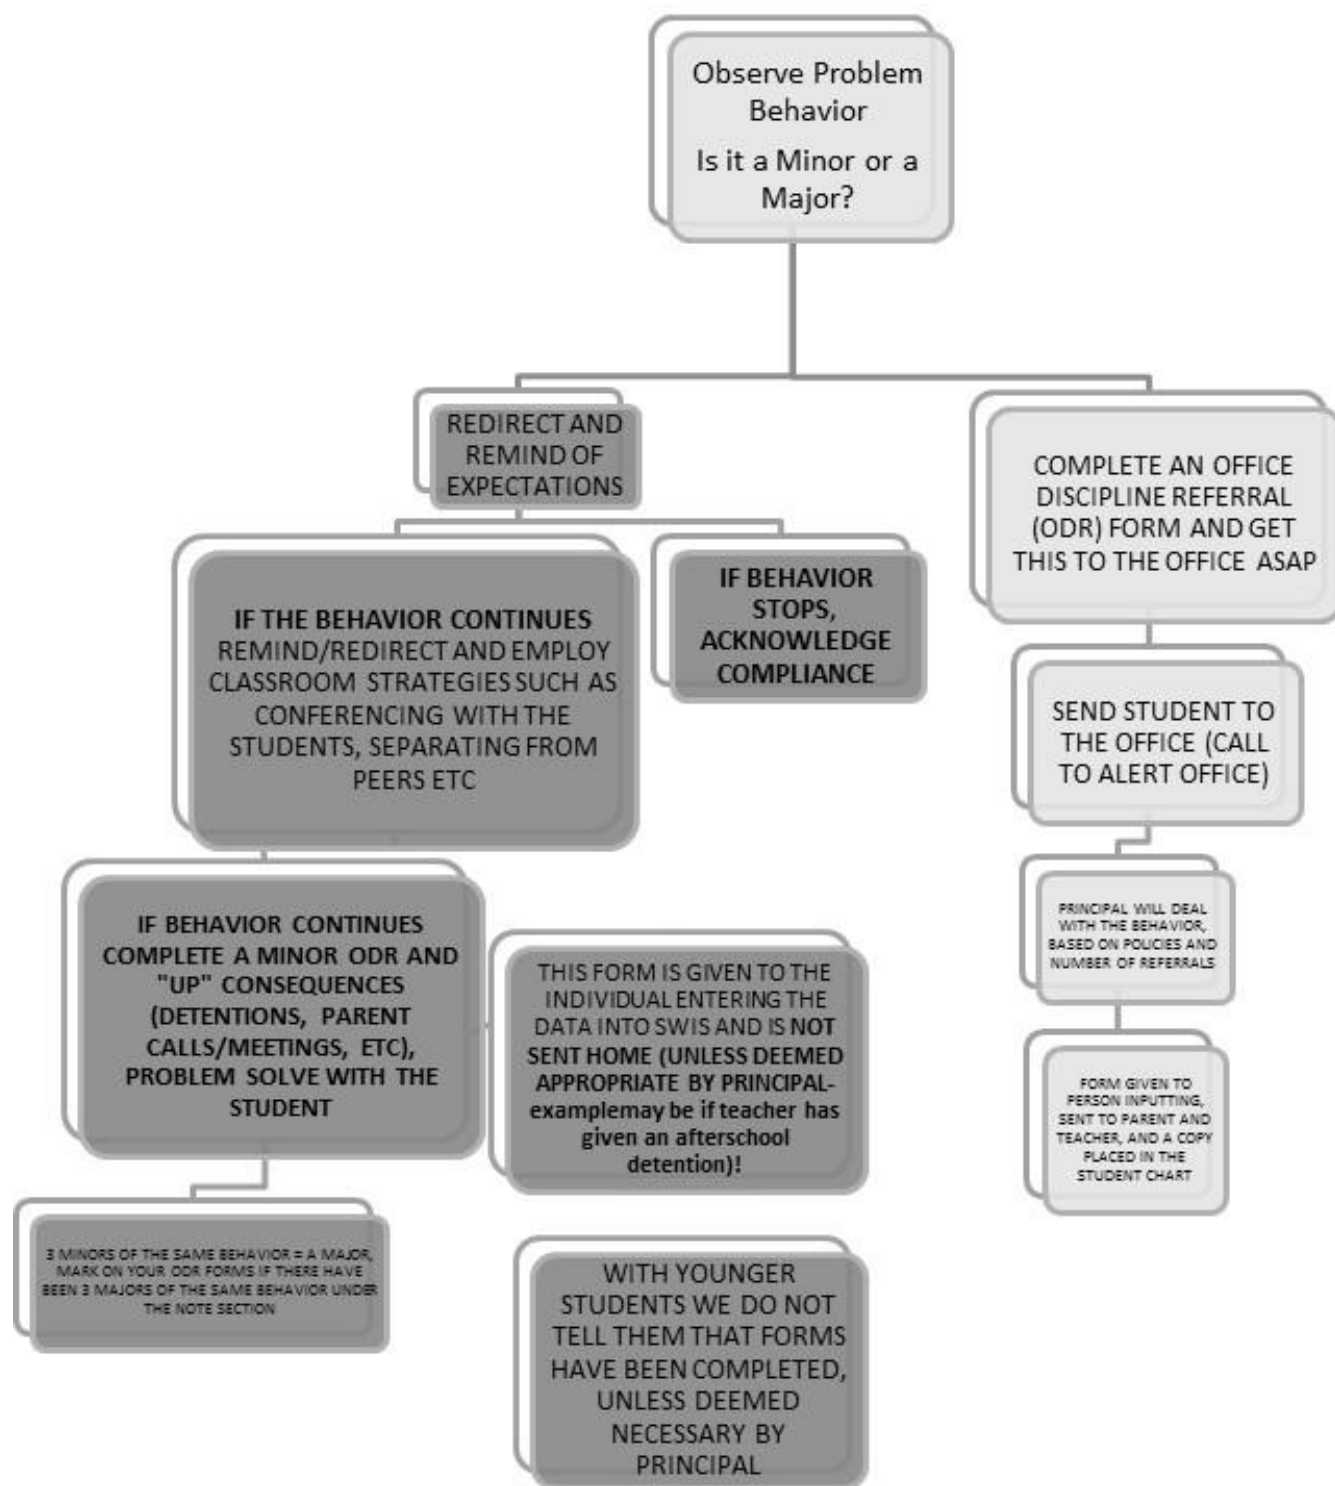 Observe Problem
Behavior
Is it a Minor or a
Major?
REDIRECT AND
REMIND OF
EXPECTATIONS
IF THE BEHAVIOR CONTINUES
REMIND/REDIRECT AND EMPLOY
CLASSROOM STRATEGIES SUCH AS
CONFERENCING WITH THE
STUDENTS, SEPARATING FROM
PEERS ETC
IF BEHAVIOR
STOPS,
ACKNOWLEDGE
COMPLIANCE
IF BEHAVIOR CONTINUES
COMPLETE A MINOR ODR AND
"UP" CONSEQUENCES
(DETENTIONS, PARENT
CALLS/MEETINGS, ETC),
PROBLEM SOLVE WITH THE
STUDENT
THIS FORM IS GIVEN TO THE
INDIVIDUAL ENTERING THE
DATA INTO SWIS AND IS NOT
SENT HOME (UNLESS DEEMED
APPROPRIATE BY PRINCIPAL-
examplemay be if teacher has
given an afterschool
detention)!
3 MINORS OF THE SAME BEHAVIOR = A MAJOR,
MARK ON YOUR ODR FORMS IF THERE HAVE
BEEN 3 MAJORS OF THE SAME BEHAVIOR UNDER
THE NOTE SECTION
WITH YOUNGER
STUDENTS WE DO NOT
TELL THEM THAT FORMS
HAVE BEEN COMPLETED,
UNLESS DEEMED
NECESSARY BY
PRINCIPAL
COMPLETE AN OFFICE
DISCIPLINE REFERRAL
(ODR) FORM AND GET
THIS TO THE OFFICE ASAP
SEND STUDENT TO
THE OFFICE (CALL
TO ALERT OFFICE)
PRINCIPAL WILL DEAL
WITH THE BEHAVIOR,
BASED ON POLICIES AND
NUMBER OF REFERRALS
FORM GIVEN TO
PERSON INPUTTING,
SENT TO PARENT AND
TEACHER, AND A COPY
PLACED IN THE
STUDENT CHART